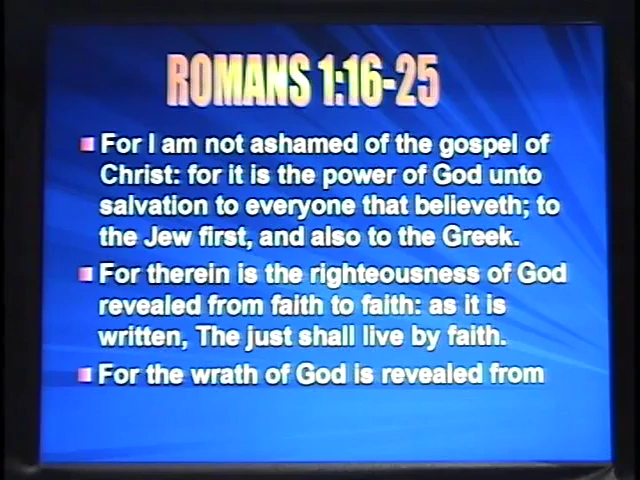 ROMANS 1:16-25
For I am not ashamed of the gospel of
Christ: for it is the power of God unto
salvation to everyone that believeth; to
the Jew first, and also to the Greek.
For therein is the righteousness of God
revealed from faith to faith: as it is
written, The just shall live by faith.
For the wrath of God is revealed from